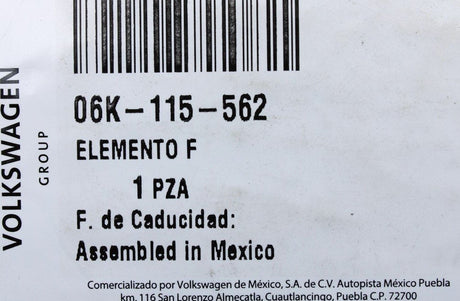 VOLKSWAGEN
GROUP
06K-115-562
ELEMENTO F
1 PZA
F. de Caducidad:
Assembled in Mexico
Comercializado por Volkswagen de México, S.A. de C.V. Autopista México Puebla
km. 116 San Lorenzo Almecatla, Cuautlancingo, Puebla C.P. 72700